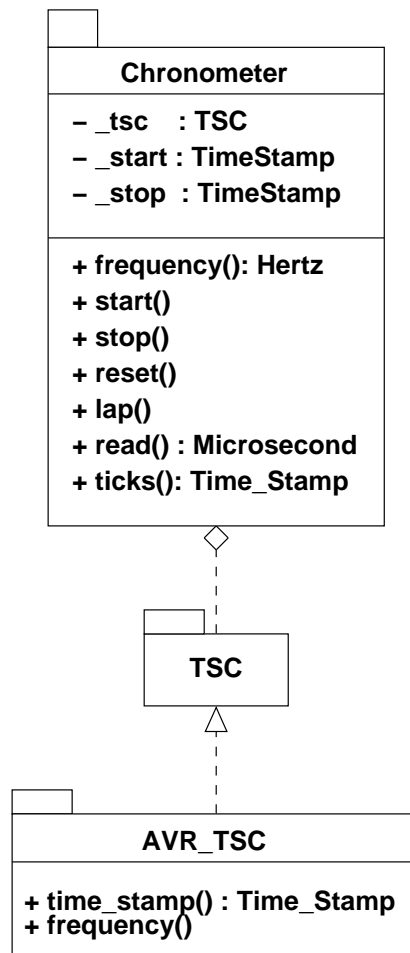 Chronometer
– _tsc : TSC
– _start : TimeStamp
– _stop : TimeStamp
+ frequency(): Hertz
+ start()
+ stop()
+ reset()
+ lap()
+ read() : Microsecond
+ ticks(): Time_Stamp
TSC
AVR_TSC
+ time_stamp() : Time_Stamp
+ frequency()